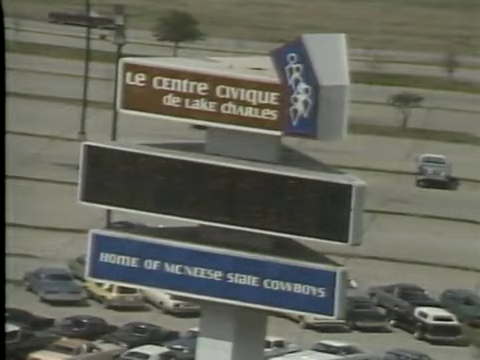 Le Centre Civique
de Lake Charles
Home of McNeese State Cowboys